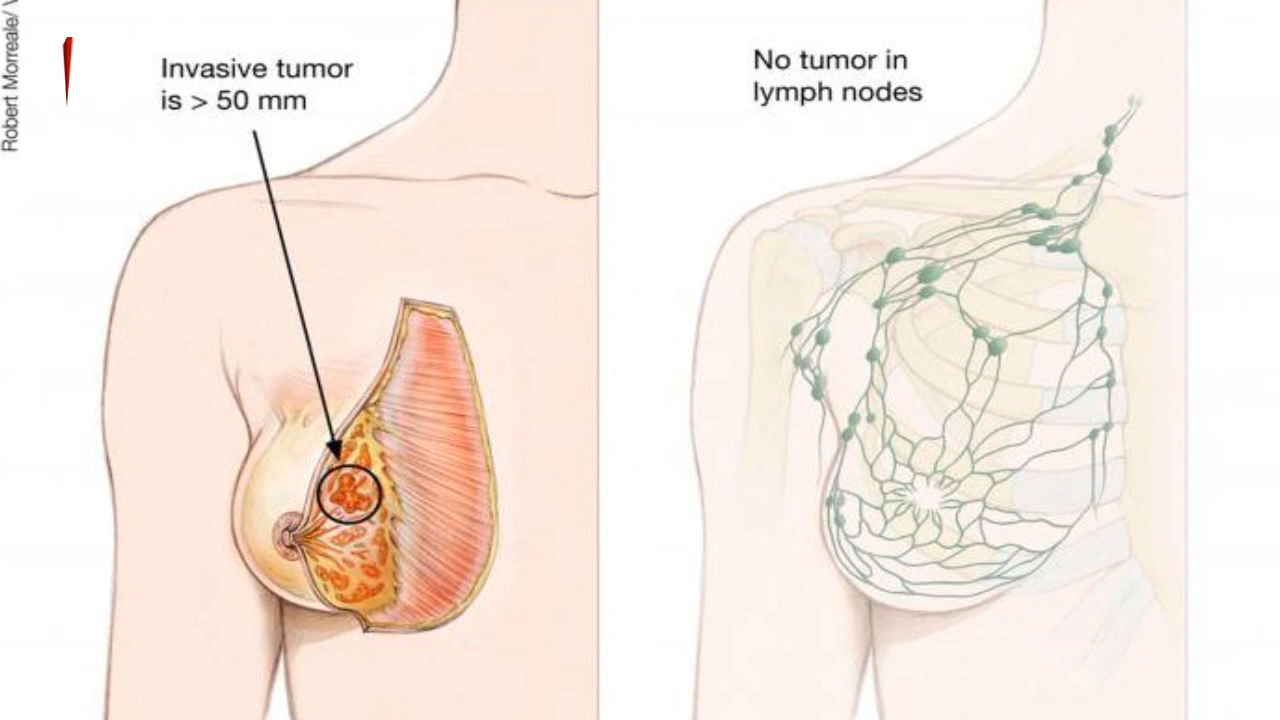 Robert Morreale/
Invasive tumor
is > 50 mm
No tumor in
lymph nodes